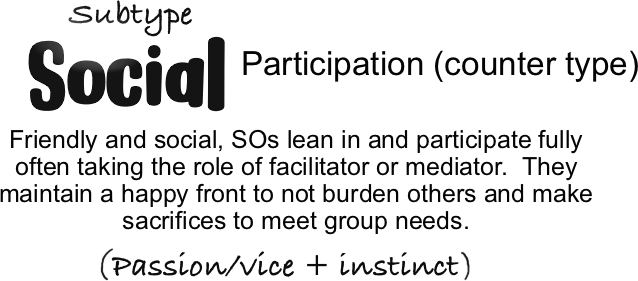 Subtype
Social Participation (counter type)
Friendly and social, SOs lean in and participate fully
often taking the role of facilitator or mediator.  They
maintain a happy front to not burden others and make
sacrifices to meet group needs.
(Passion/vice + instinct)